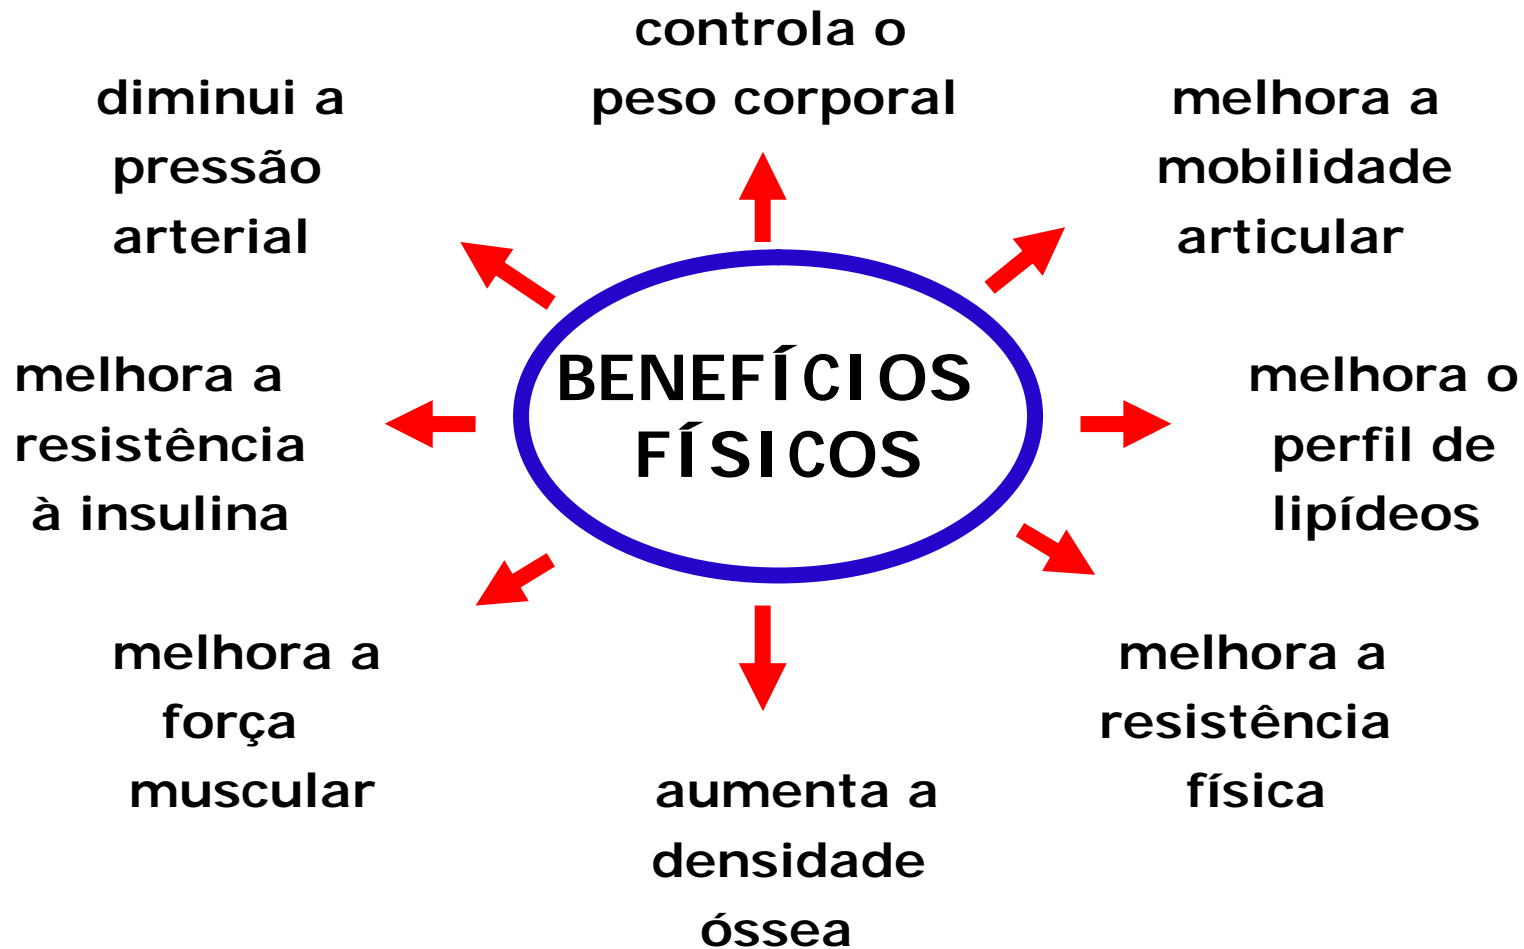 controla o
peso corporal
diminui a
pressão
arterial
melhora a
mobilidade
articular
melhora a
resistência
à insulina
BENEFÍCIOS
FÍSICOS
melhora o
perfil de
lipídeos
melhora a
força
muscular
aumenta a
densidade
óssea
melhora a
resistência
física